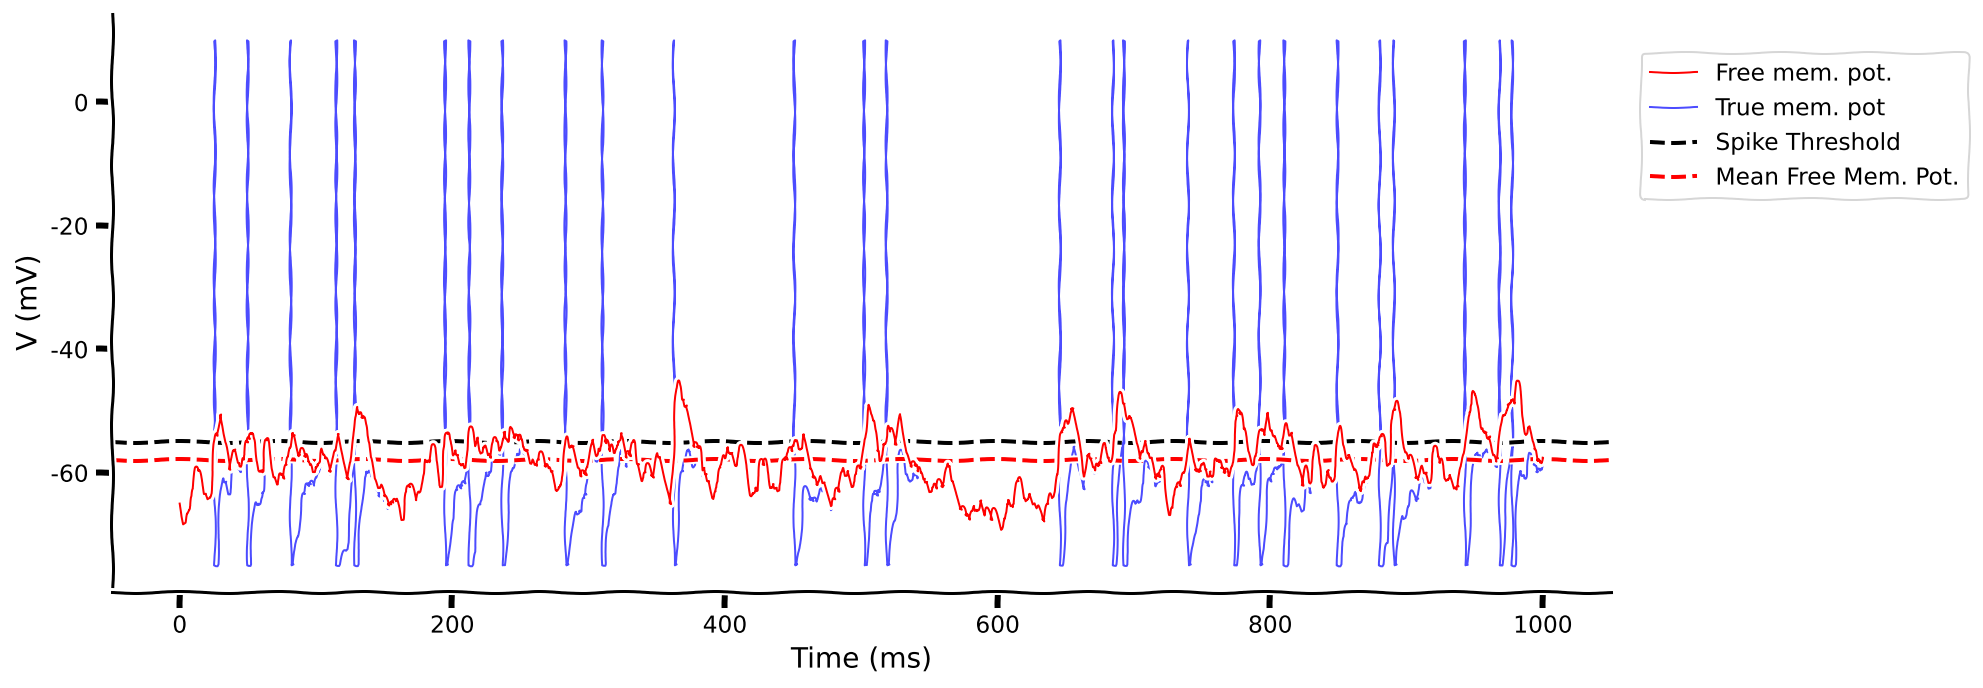 0
-20
-40
-60
V (mV)
0
200
400
600
800
1000
Time (ms)
Free mem. pot.
True mem. pot
Spike Threshold
Mean Free Mem. Pot.